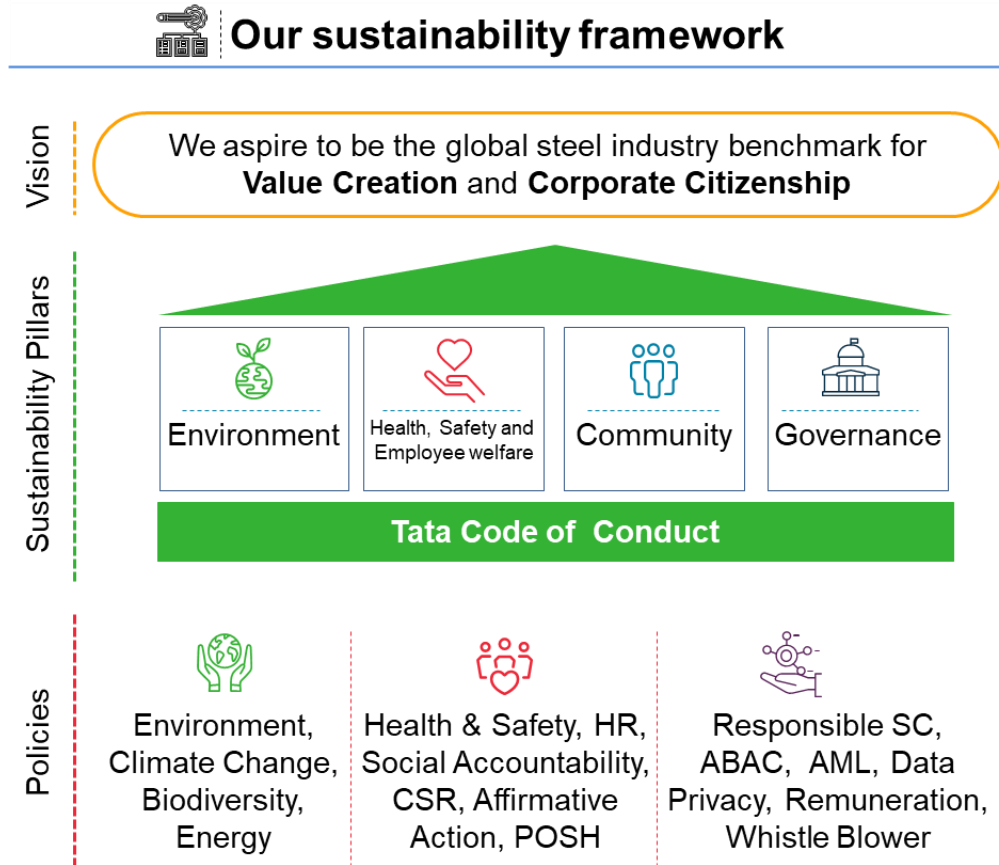 Our sustainability framework
Vision
We aspire to be the global steel industry benchmark for
Value Creation and Corporate Citizenship
Sustainability Pillars
Environment
Health, Safety and
Employee welfare
Community
Governance
Tata Code of Conduct
Policies
Environment,
Climate Change,
Biodiversity,
Energy
Health & Safety, HR,
Social Accountability,
CSR, Affirmative
Action, POSH
Responsible SC,
ABAC, AML, Data
Privacy, Remuneration,
Whistle Blower